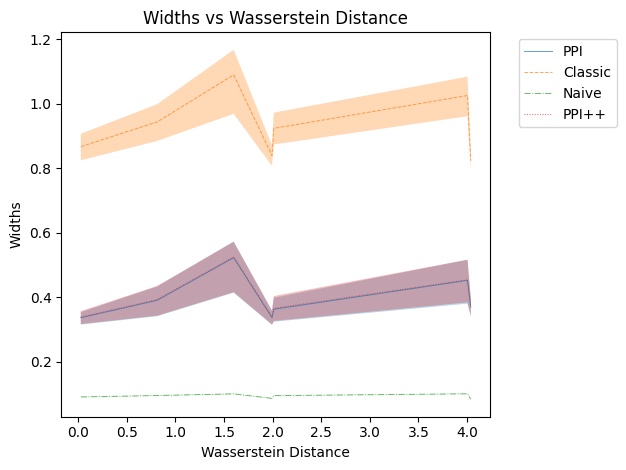 Widths vs Wasserstein Distance
PPI
Classic
Naive
PPI++
1.2
1.0
0.8
0.6
0.4
0.2
Widths
0.0 0.5 1.0 1.5 2.0 2.5 3.0 3.5 4.0
Wasserstein Distance